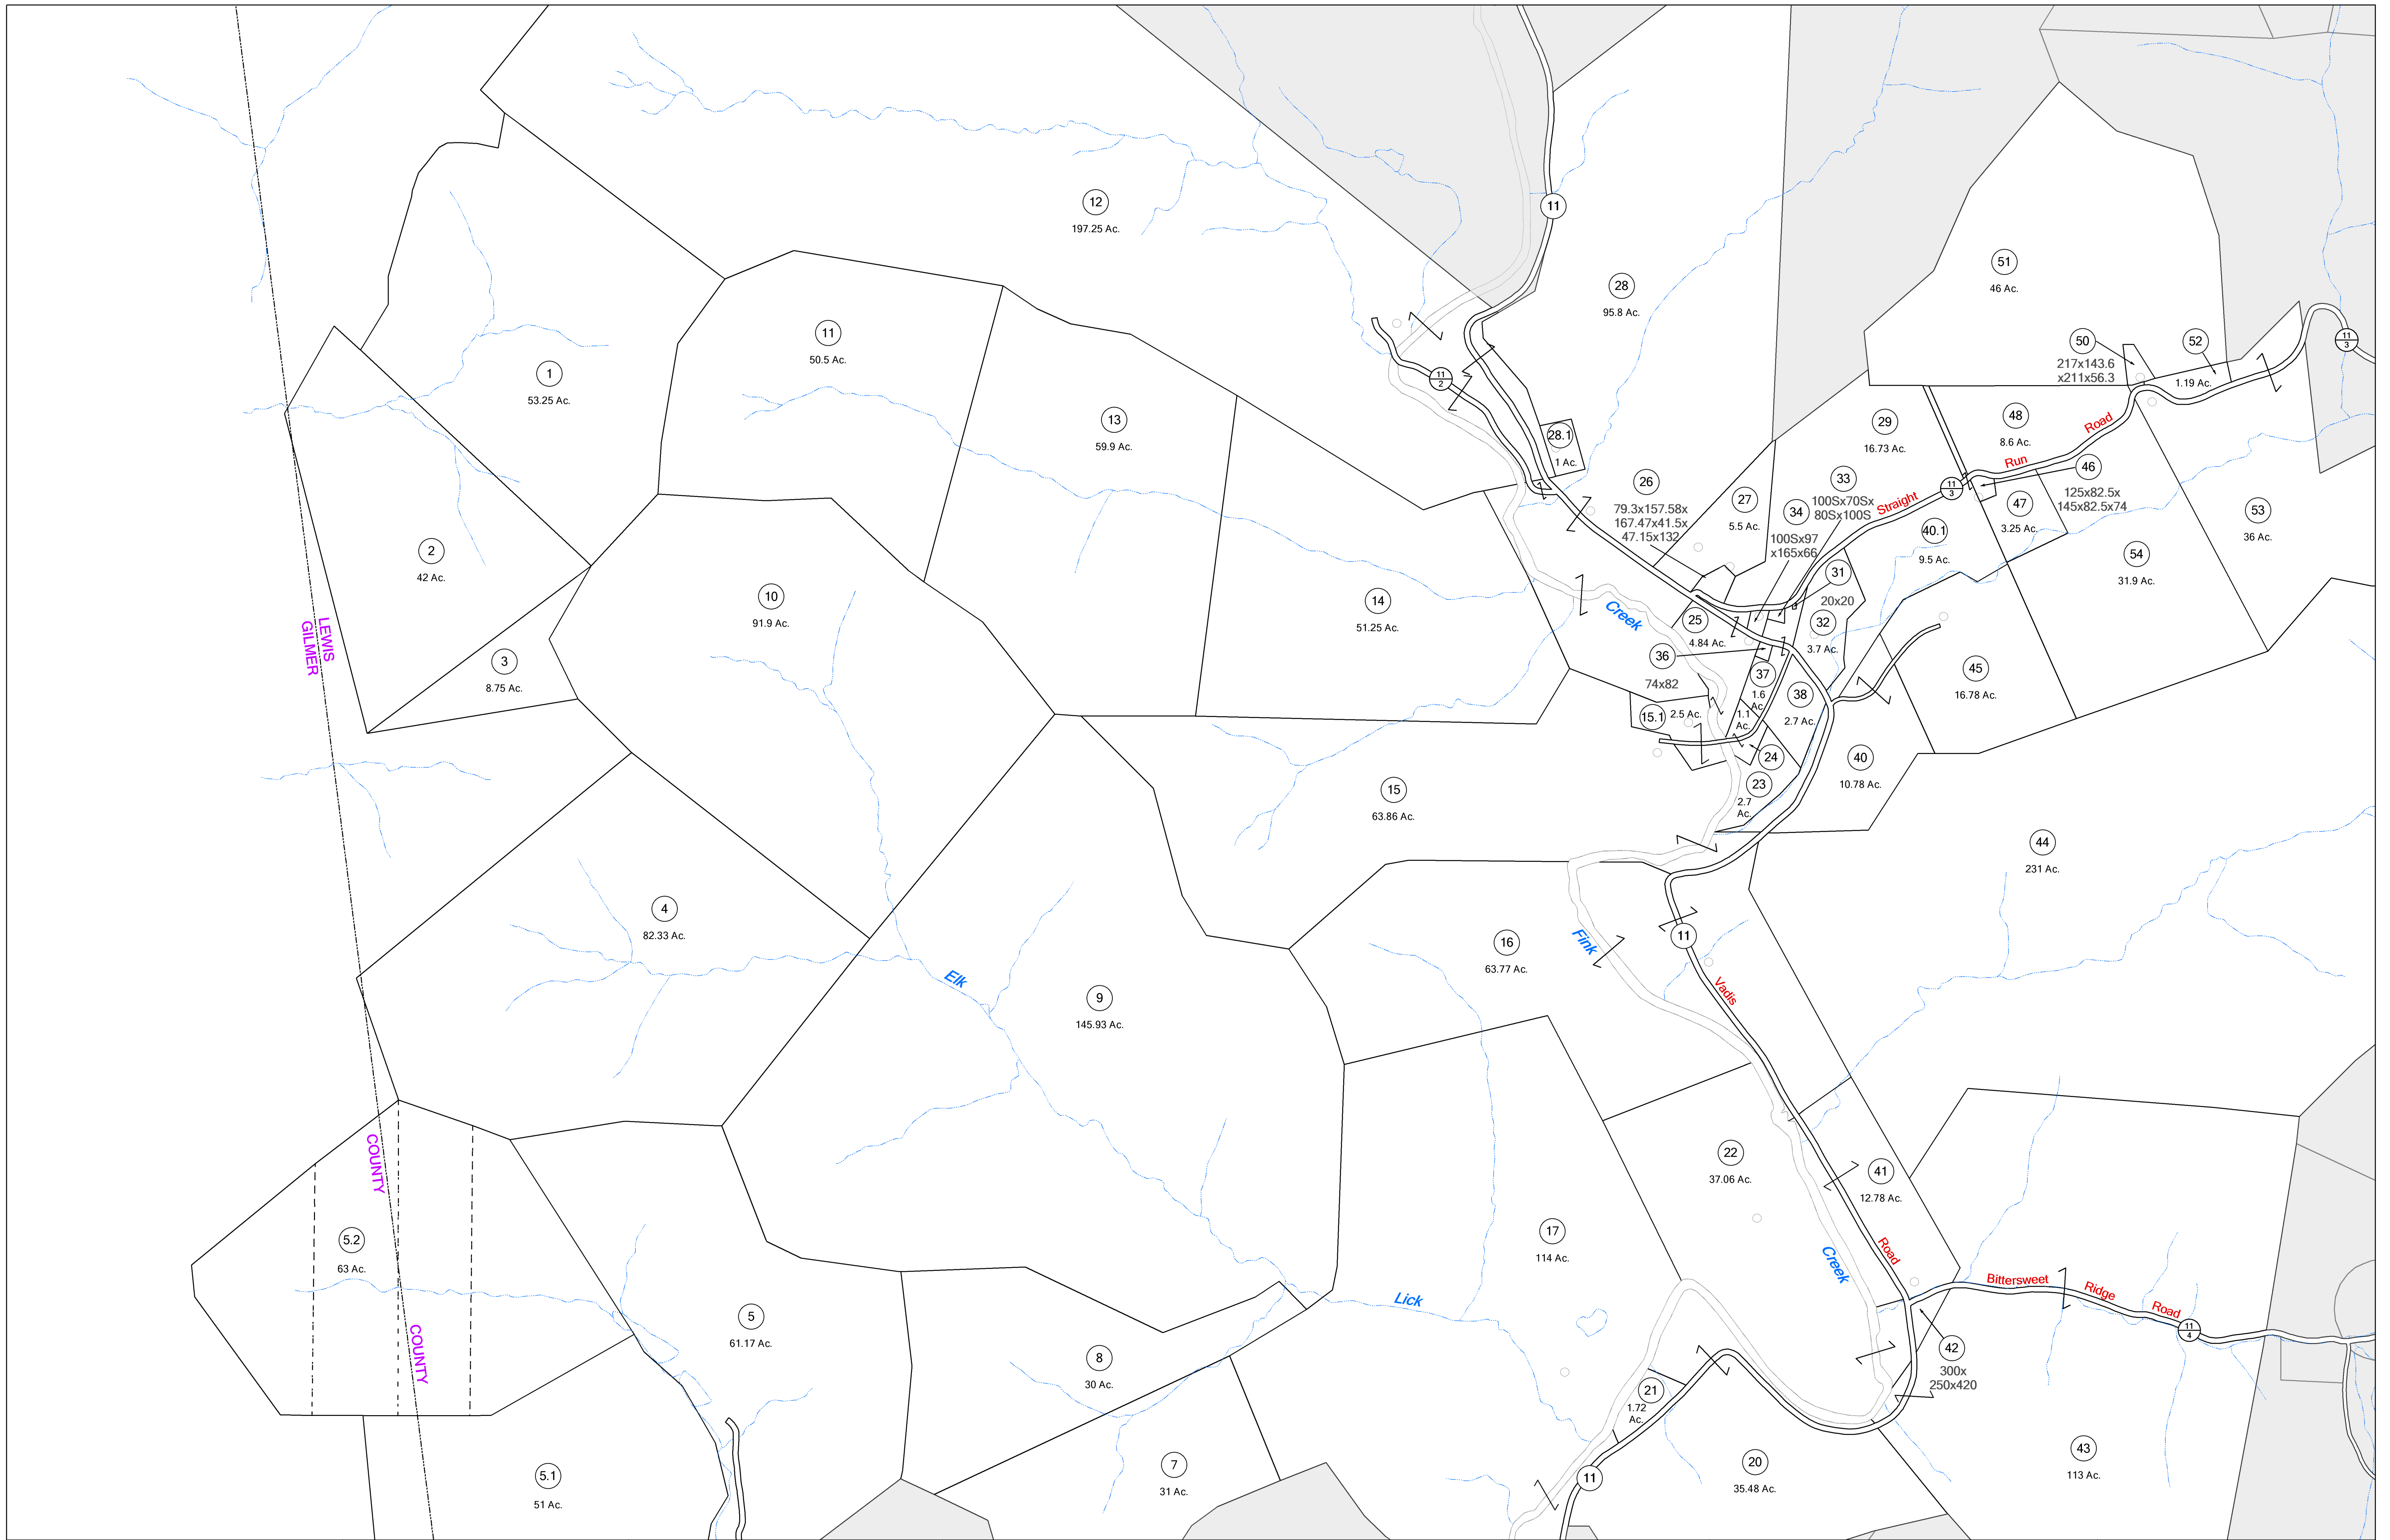 12
197.25 Ac.
11
28
95.8 Ac.
51
46 Ac.
11
50.5 Ac.
1
53.25 Ac.
11
2
13
59.9 Ac.
28.1
1 Ac.
29
16.73 Ac.
50
217x143.6
x211x56.3
52
1.19 Ac.
11
3
48
8.6 Ac.
Straight
Run
Road
46
125x82.5x
145x82.5x74
47
3.25 Ac.
11
3
53
36 Ac.
54
31.9 Ac.
26
79.3x157.58x
167.47x41.5x
47.15x132
27
5.5 Ac.
33
100Sx70Sx
80Sx100S
34
100Sx97
x165x66
40.1
9.5 Ac.
31
20x20
32
3.7 Ac.
2
42 Ac.
10
91.9 Ac.
14
51.25 Ac.
Creek
25
4.84 Ac.
36
74x82
37
1.6
Ac.
38
2.7 Ac.
45
16.78 Ac.
LEWIS
GILMER
3
8.75 Ac.
15.1
2.5 Ac.
1.1
Ac.
24
23
2.7
Ac.
40
10.78 Ac.
15
63.86 Ac.
44
231 Ac.
4
82.33 Ac.
16
63.77 Ac.
Fink
11
Vadis
Elk
9
145.93 Ac.
COUNTY
22
37.06 Ac.
41
12.78 Ac.
5.2
63 Ac.
17
114 Ac.
Creek
Road
Bittersweet
Ridge
Road
11
4
Lick
5
61.17 Ac.
COUNTY
8
30 Ac.
42
300x
250x420
21
1.72
Ac.
5.1
51 Ac.
7
31 Ac.
11
20
35.48 Ac.
43
113 Ac.